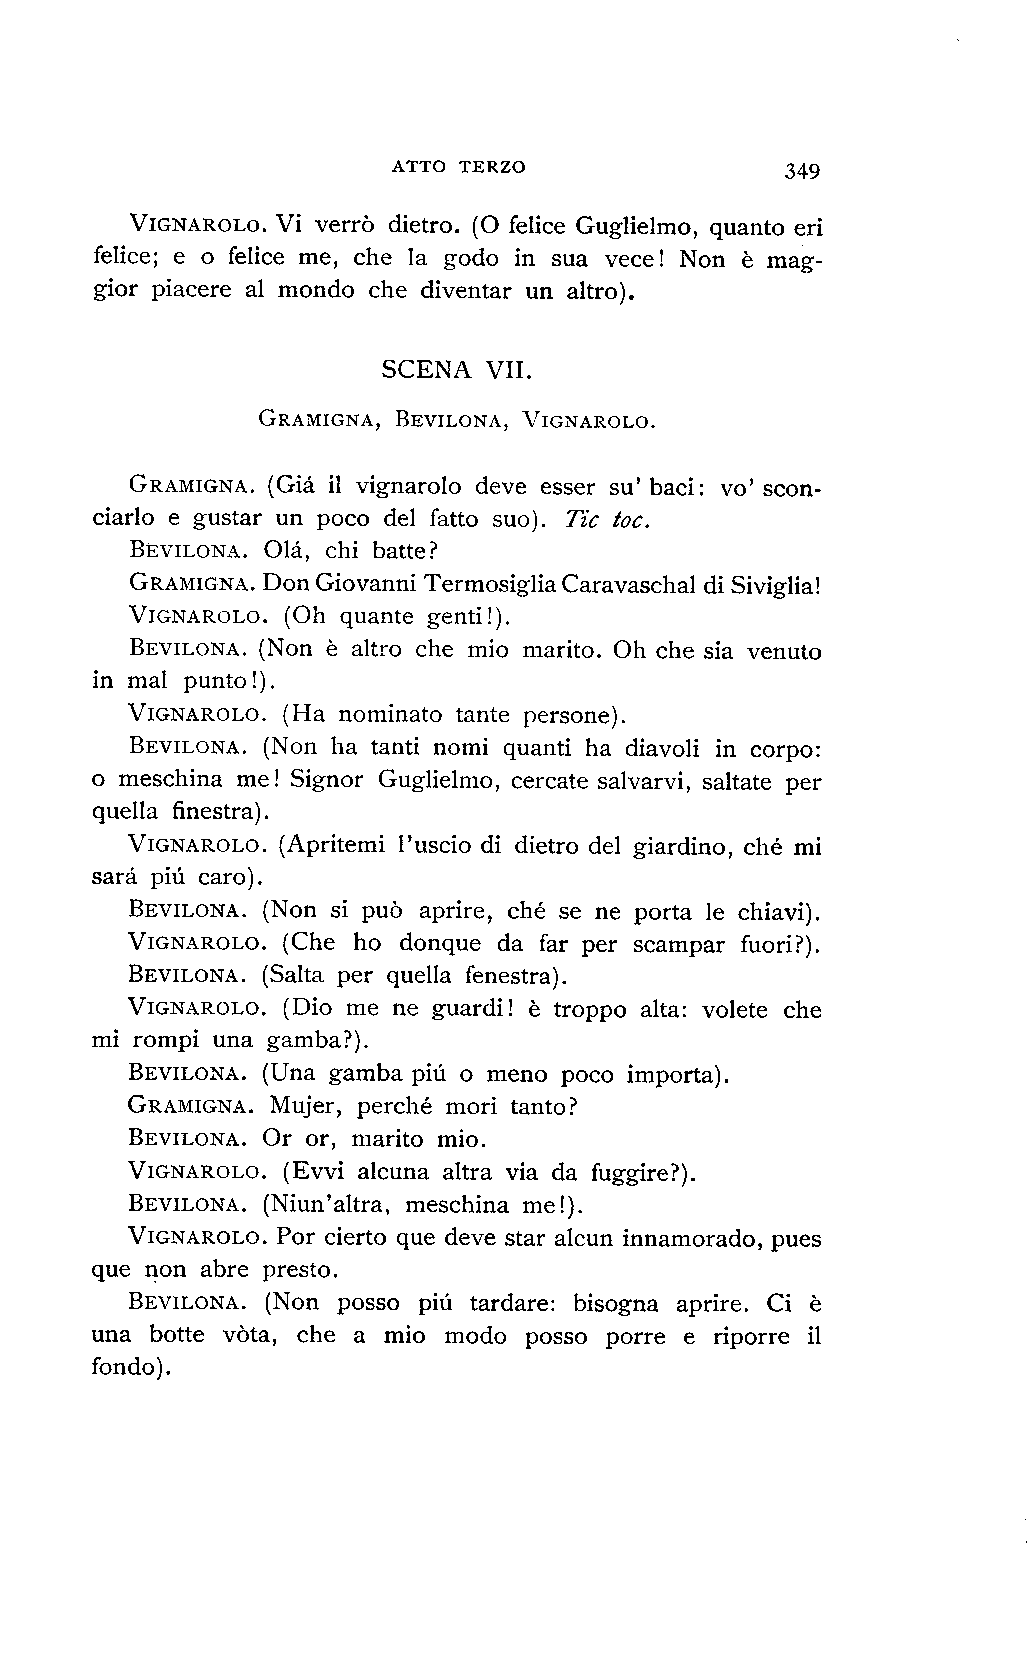 ATTO TERZO 349
VIGNAROLO. Vi verrò dietro. (O felice Guglielmo, quanto eri
felice; e o felice me, che la godo in sua vece! Non è mag-
gior piacere al mondo che diventar un altro).
SCENA VII.
GRAMIGNA, BEVILONA, VIGNAROLO.
GRAMIGNA. (Giá il vignarolo deve esser su' baci: vo' scon-
ciarlo e gustar un poco del fatto suo). Tic toc.
BEVILONA. Olá, chi batte?
GRAMIGNA. Don Giovanni Termosiglia Caravaschal di Siviglia!
VIGNAROLO. (Oh quante genti!).
BEVILONA. (Non è altro che mio marito. Oh che sia venuto
in mal punto!).
VIGNAROLO. (Ha nominato tante persone).
BEVILONA. (Non ha tanti nomi quanti ha diavoli in corpo:
o meschina me! Signor Guglielmo, cercate salvarvi, saltate per
quella finestra).
VIGNAROLO. (Apritemi l'uscio di dietro del giardino, ché mi
sará piú caro).
BEVILONA. (Non si può aprire, ché se ne porta le chiavi).
VIGNAROLO. (Che ho donque da far per scampar fuori?).
BEVILONA. (Salta per quella fenestra).
VIGNAROLO. (Dio me ne guardi! è troppo alta: volete che
mi rompi una gamba?).
BEVILONA. (Una gamba piú o meno poco importa).
GRAMIGNA. Mujer, perché mori tanto?
BEVILONA. Or or, marito mio.
VIGNAROLO. (Evvi alcuna altra via da fuggire?).
BEVILONA. (Niun'altra, meschina me!).
VIGNAROLO. Por cierto que deve star alcun innamorado, pues
que non abre presto.
BEVILONA. (Non posso piú tardare: bisogna aprire. Ci è
una botte vòta, che a mio modo posso porre e riporre il
fondo).